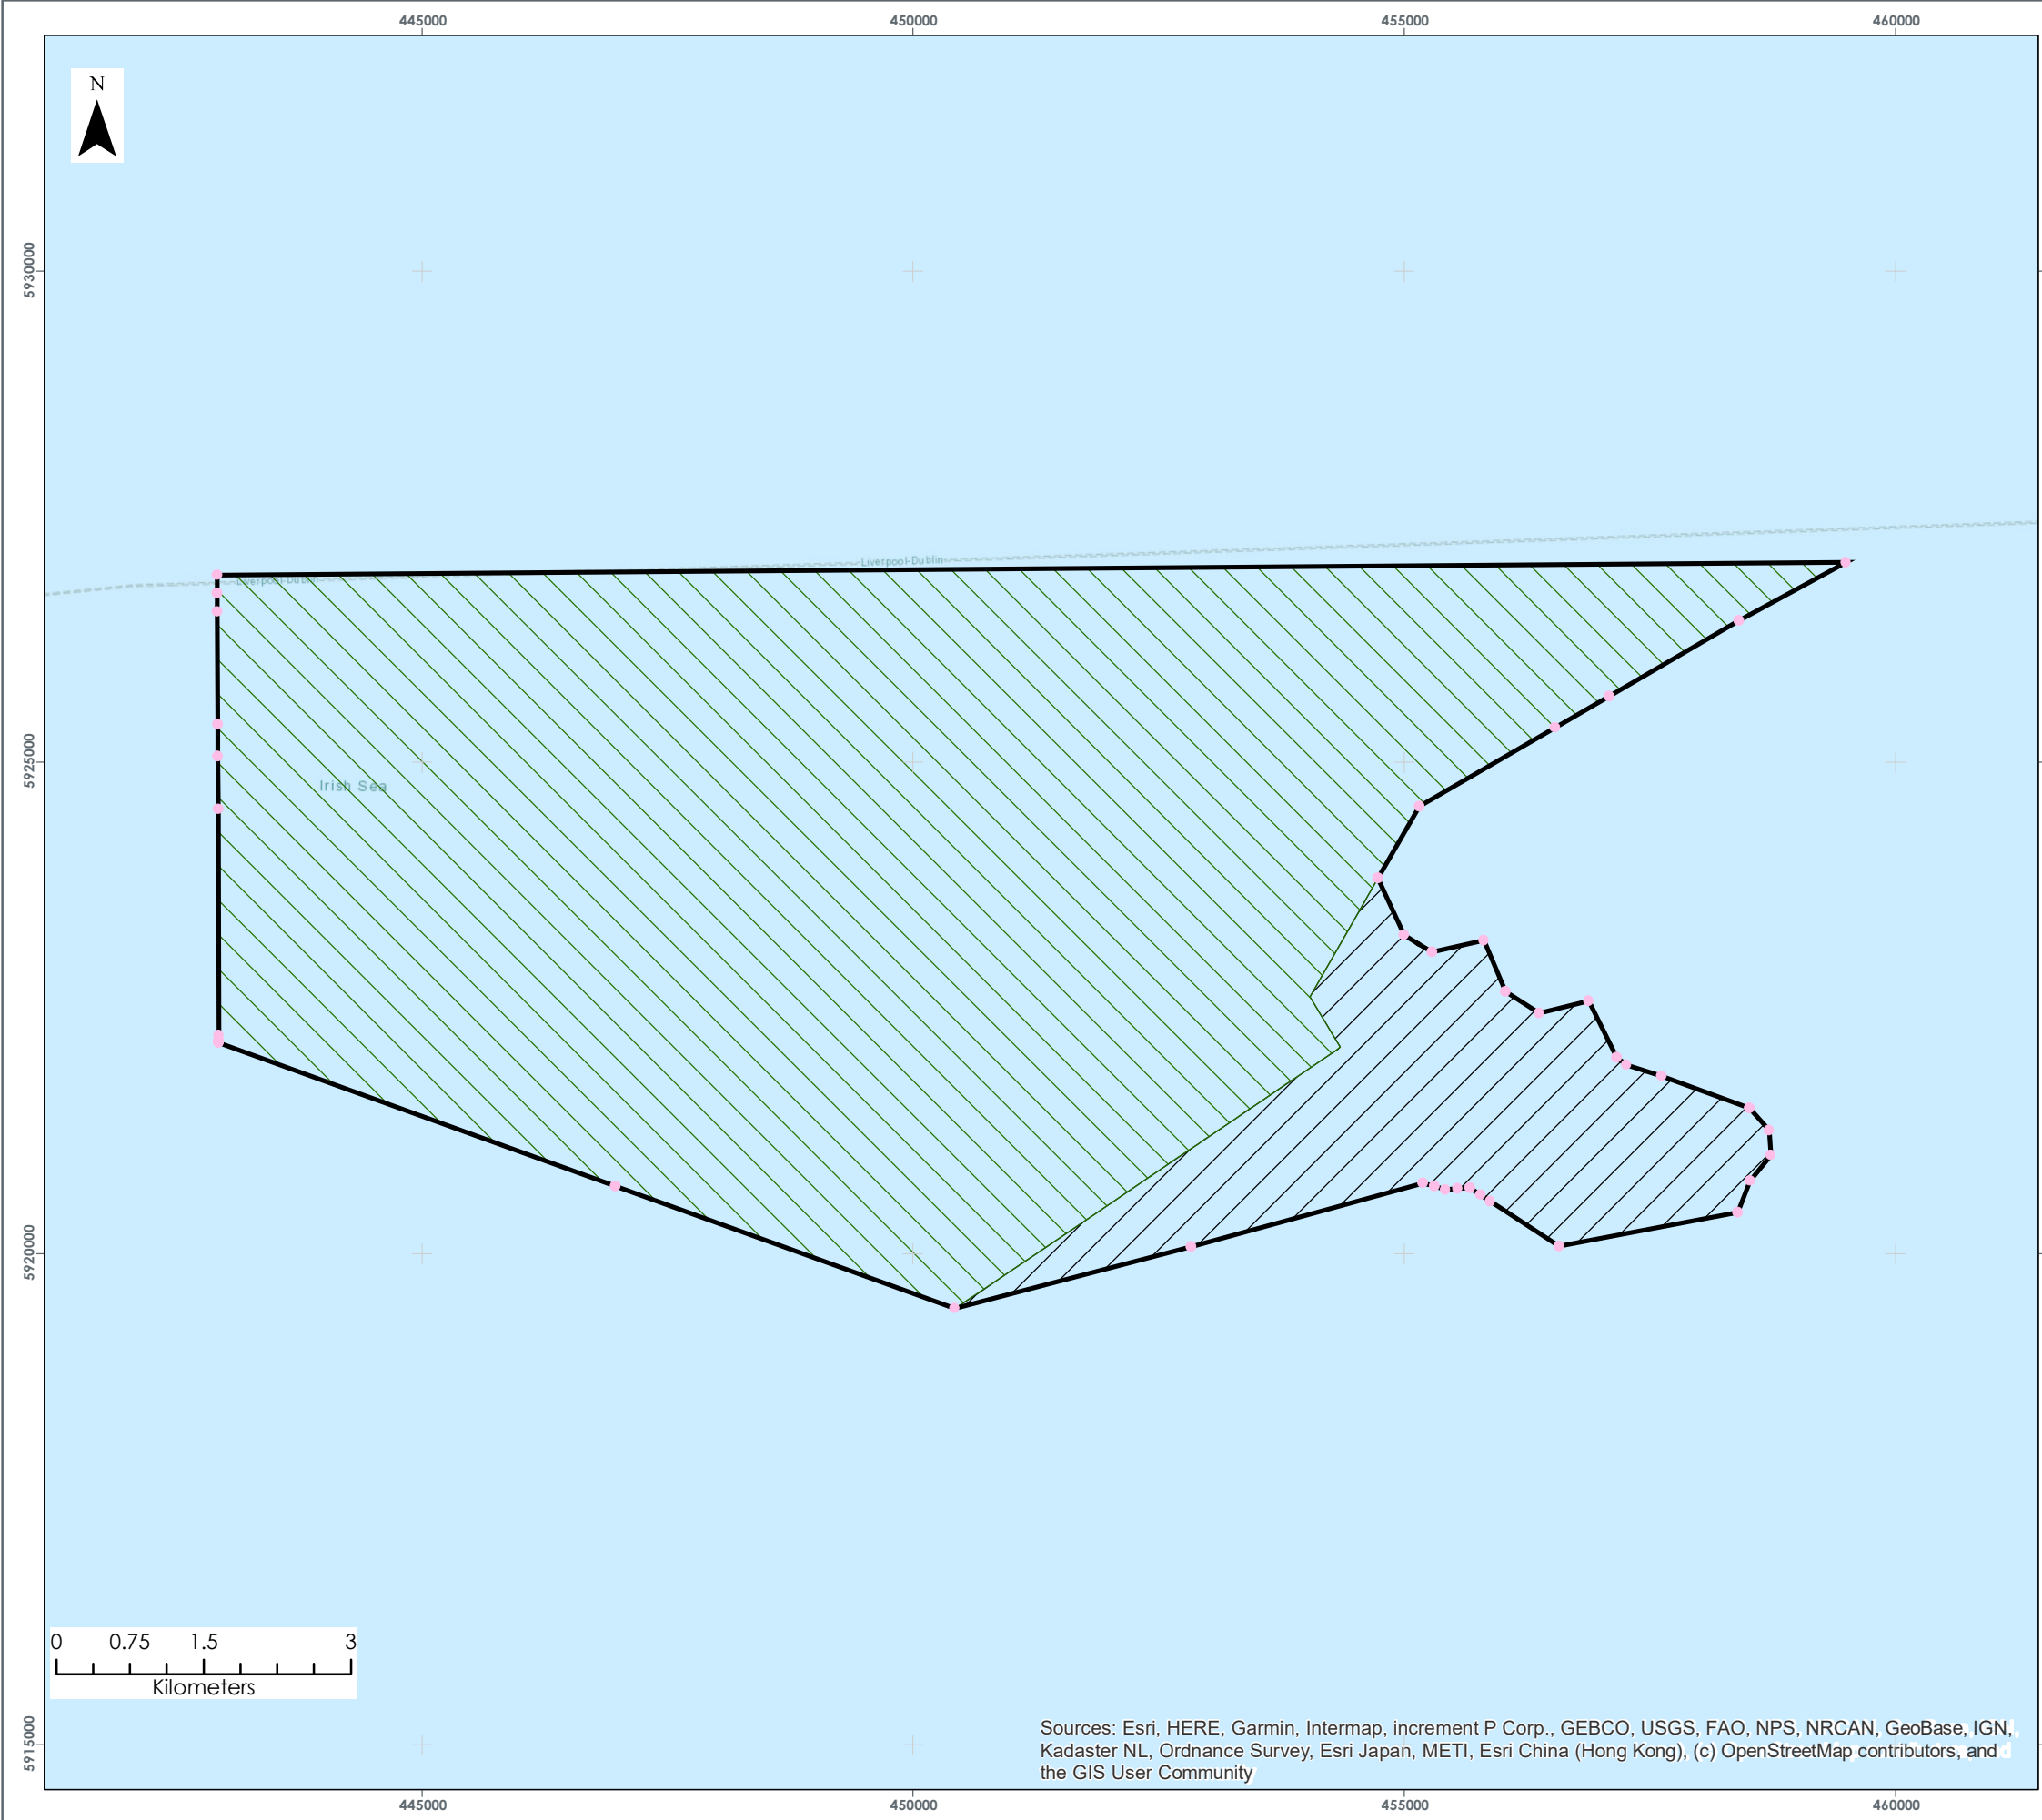 445000 450000 455000 460000
N
5930000
Liverpool-Dublin
Liverpool-Dublin
5925000
Irish Sea
5920000
0 0.75 1.5 3
Kilometers
5915000
Sources: Esri, HERE, Garmin, Intermap, increment P Corp., GEBCO, USGS, FAO, NPS, NRCAN, GeoBase, IGN,
Kadaster NL, Ordnance Survey, Esri Japan, METI, Esri China (Hong Kong), (c) OpenStreetMap contributors, and
the GIS User Community
445000 450000 455000 460000